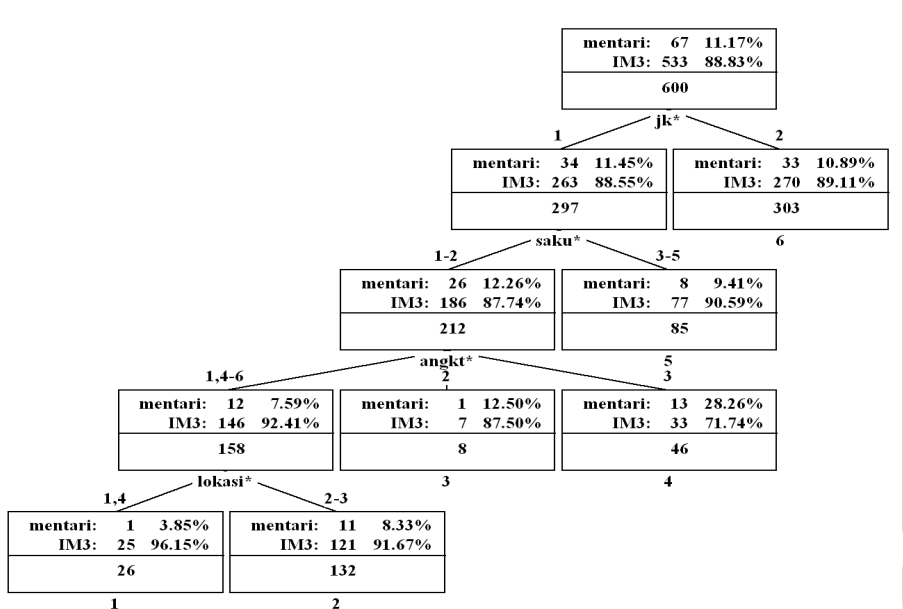 mentari: 67 11.17%
IM3: 533 88.83%
600
jk*
1 2
mentari: 34 11.45%
IM3: 263 88.55%
297
mentari: 33 10.89%
IM3: 270 89.11%
303
saku* 6
1-2 3-5
mentari: 26 12.26%
IM3: 186 87.74%
212
mentari: 8 9.41%
IM3: 77 90.59%
85
angkt* 5
1,4-6 2 3
mentari: 12 7.59%
IM3: 146 92.41%
158
mentari: 1 12.50%
IM3: 7 87.50%
8
mentari: 13 28.26%
IM3: 33 71.74%
46
lokasi* 3 4
1,4 2-3
mentari: 1 3.85%
IM3: 25 96.15%
26
mentari: 11 8.33%
IM3: 121 91.67%
132
1 2